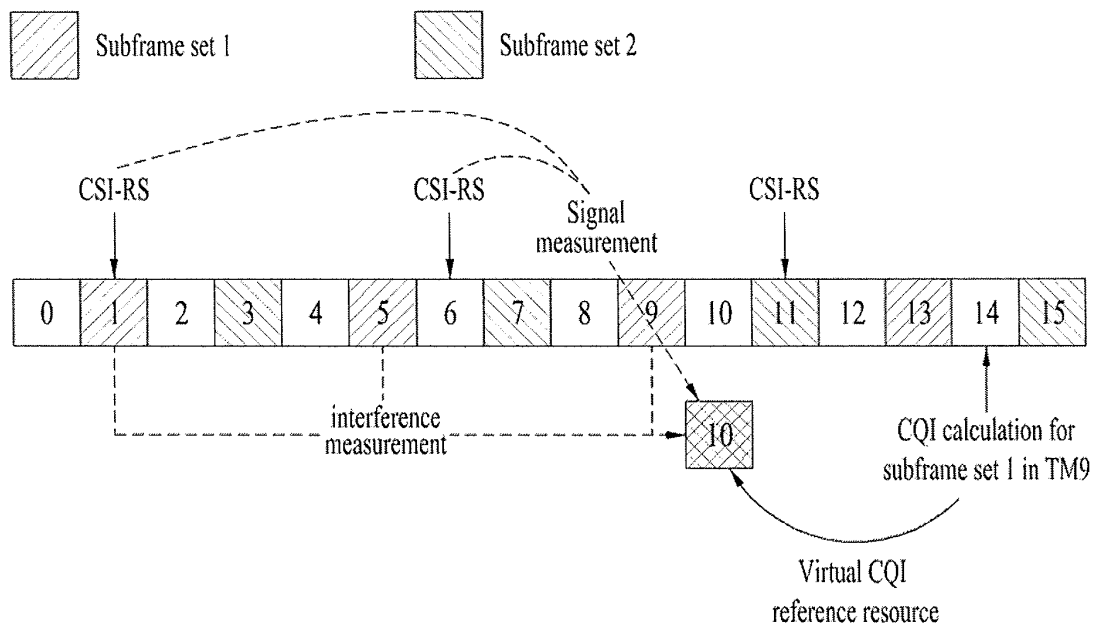 Subframe set 1
Subframe set 2
CSI-RS
CSI-RS
CSI-RS
Signal
measurement
0 1 2 3 4 5 6 7 8 9 10 11 12 13 14 15
interference
measurement
10
CQI calculation for
subframe set 1 in TM9
Virtual CQI
reference resource